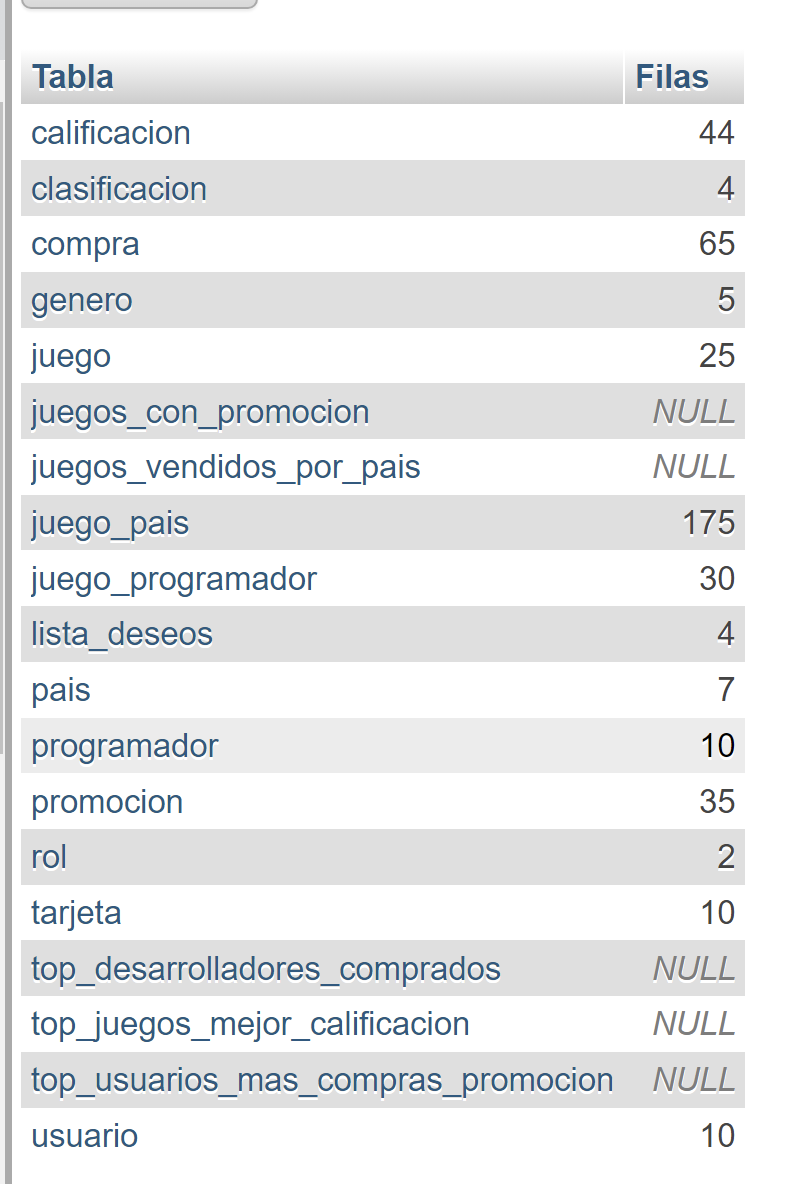 Tabla Filas
calificacion 44
clasificacion 4
compra 65
genero 5
juego 25
juegos_con_promocion NULL
juegos_vendidos_por_pais NULL
juego_pais 175
juego_programador 30
lista_deseos 4
pais 7
programador 10
promocion 35
rol 2
tarjeta 10
top_desarrolladores_comprados NULL
top_juegos_mejor_calificacion NULL
top_usuarios_mas_compras_promocion NULL
usuario 10